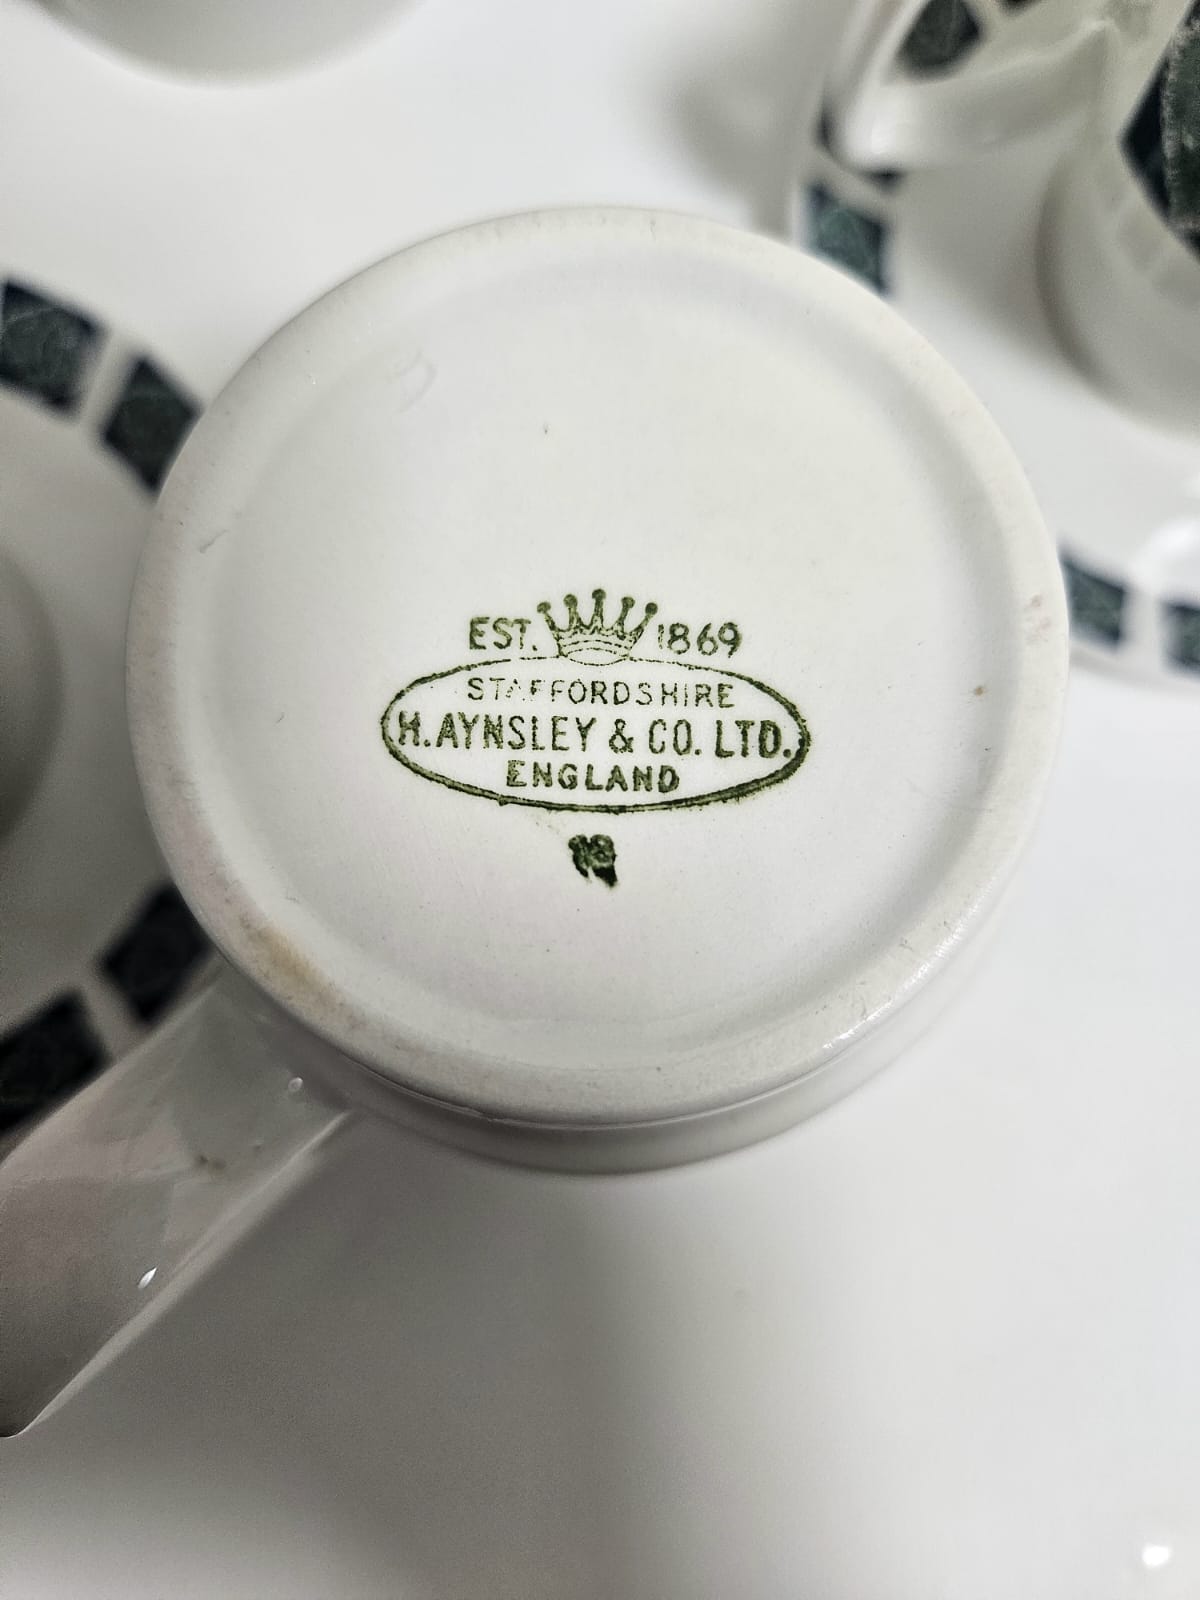 EST. 1869
STAFFORDSHIRE
H. AYNSLEY & CO. LTD.
ENGLAND